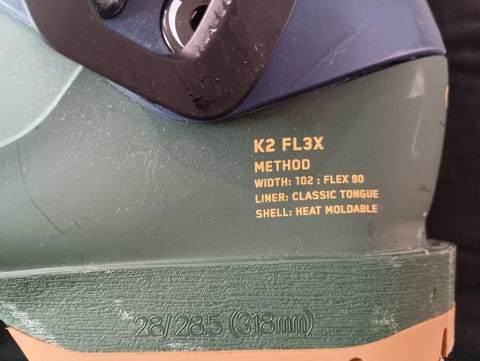 K2 FL3X
METHOD
WIDTH: 102 : FLEX 90
LINER: CLASSIC TONGUE
SHELL: HEAT MOLDABLE
28/28.5 (318mm)